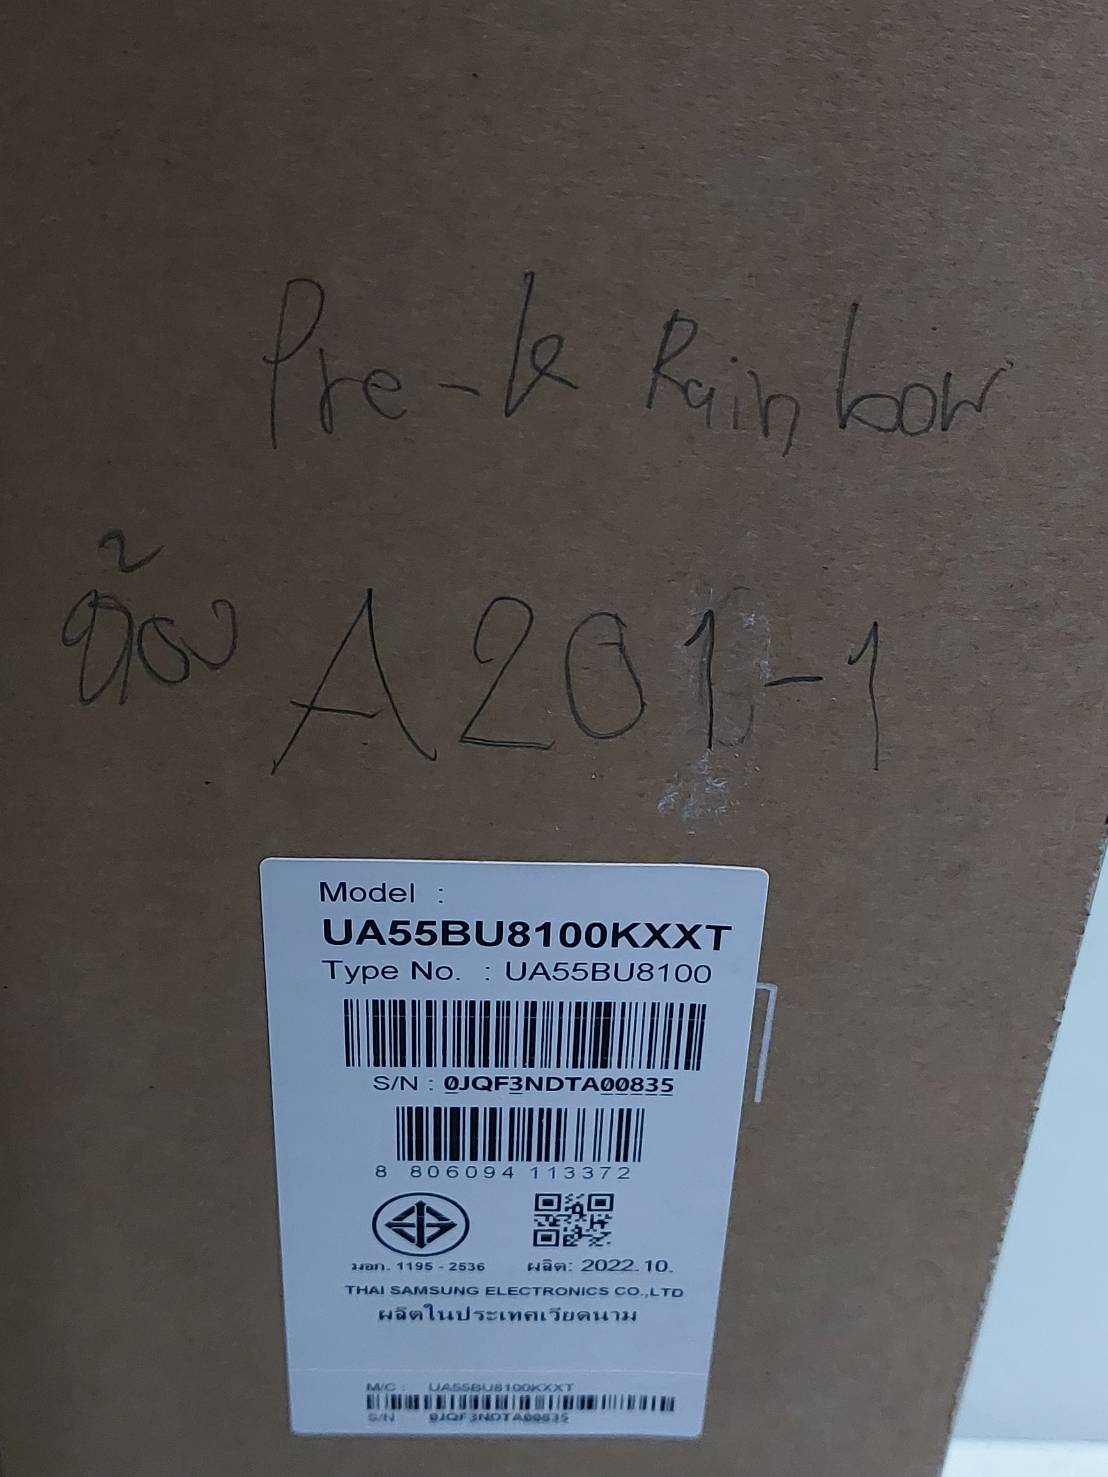 Pre-k Rainbow
ห้อง A201-1
Model :
UA55BU8100KXXT
Type No. : UA55BU8100
S/N : 0JQF3NDTA00835
8 806094 113372
มอก. 1195 - 2536 ผลิต: 2022.10.
THAI SAMSUNG ELECTRONICS CO.,LTD
ผลิตในประเทศเวียดนาม
M/C : UA55BU8100KXXT
S/N 0JQF3NDTA00835